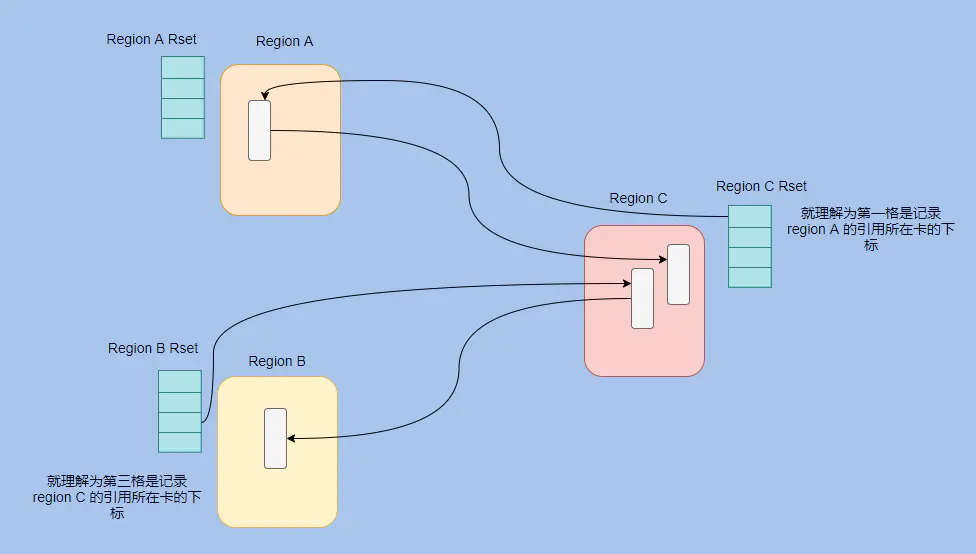 Region A Rset
Region A
Region C
Region C Rset
就理解为第一格是记录
region A 的引用所在卡的下
标
Region B Rset
Region B
就理解为第三格是记录
region C 的引用所在卡的下
标